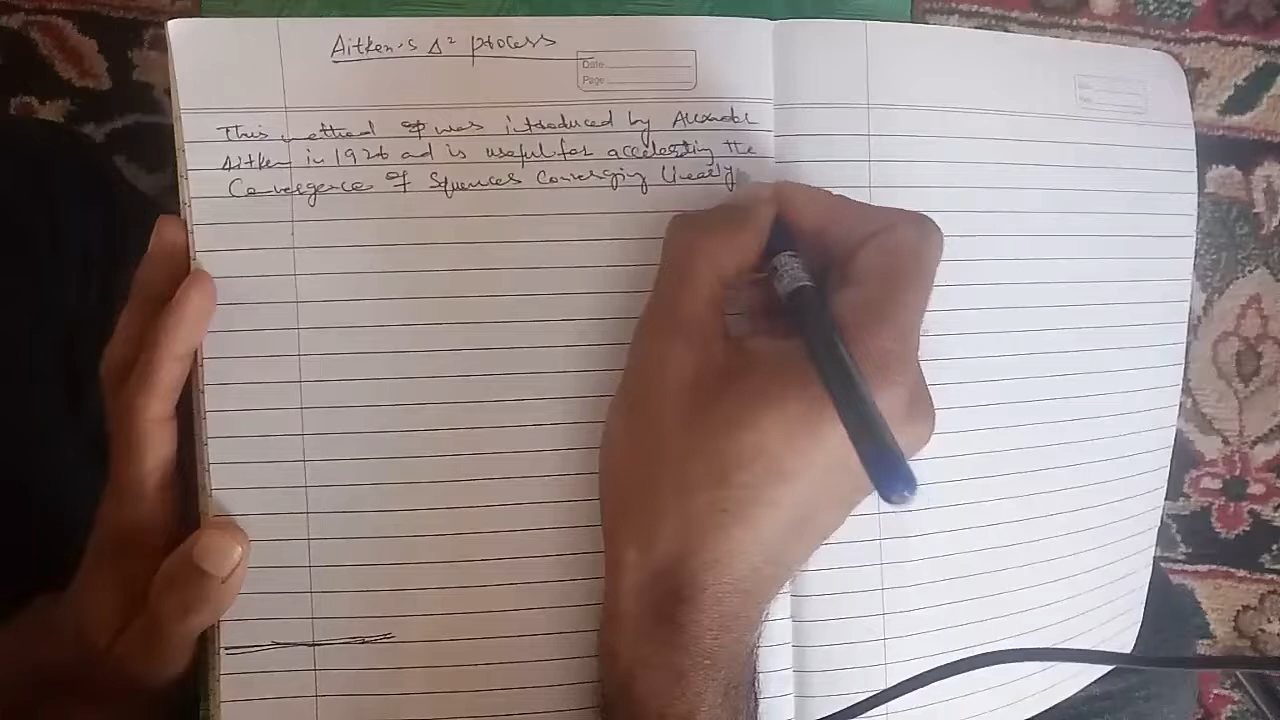 Aitken's Δ² process
Date
Page
This method of was introduced by Alexander
Aitken in 1926 and is useful for accelerating the
Convergence of Sequences Converging linearly